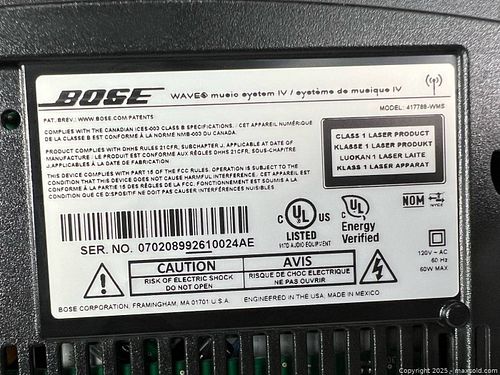 BOSE WAVE® music system IV / système de musique IV
PAT. BREV.: WWW.BOSE.COM/PATENTS
MODEL: 417788-WMS
COMPLIES WITH THE CANADIAN ICES-003 CLASS B SPECIFICATIONS. / CET APPAREIL NUMÉRIQUE
DE LA CLASSE B EST CONFORME À LA NORME NMB-003 DU CANADA.
PRODUCT COMPLIES WITH DHHS RULES 21CFR, SUBCHAPTER J, APPLICABLE AT DATE OF
MANUFACTURE. / LE PRODUIT EST CONFORME AUX RÈGLES DHHS 21CFR, SOUS-CHAPITRE
J APPLICABLES À LA DATE DE FABRICATION.
THIS DEVICE COMPLIES WITH PART 15 OF THE FCC RULES. OPERATION IS SUBJECT TO THE
CONDITION THAT THIS DEVICE DOES NOT CAUSE HARMFUL INTERFERENCE. / CET APPAREIL EST
CONFORME À LA PARTIE 15 DES RÈGLES DE LA FCC. FONCTIONNEMENT EST SOUMIS À LA
CONDITION QUE CE DISPOSITIF NE DOIT PAS CAUSER D'INTERFÉRENCES NUISIBLES
CLASS 1 LASER PRODUCT
KLASSE 1 LASER PRODUKT
LUOKAN 1 LASER LAITE
KLASS 1 LASER APPARAT
SER. NO. 070208992610024AE
C UL US
LISTED
AUDIO EQUIPMENT
C UL
Energy
Verified
NOM
NYCE
120V ~ AC
60 Hz
60W MAX
CAUTION
RISK OF ELECTRIC SHOCK
DO NOT OPEN
AVIS
RISQUE DE CHOC ELECTRIQUE
NE PAS OUVRIR
BOSE CORPORATION, FRAMINGHAM, MA 01701 U.S.A.
ENGINEERED IN THE USA, MADE IN MEXICO
Copyright 2025 - maxsold.com